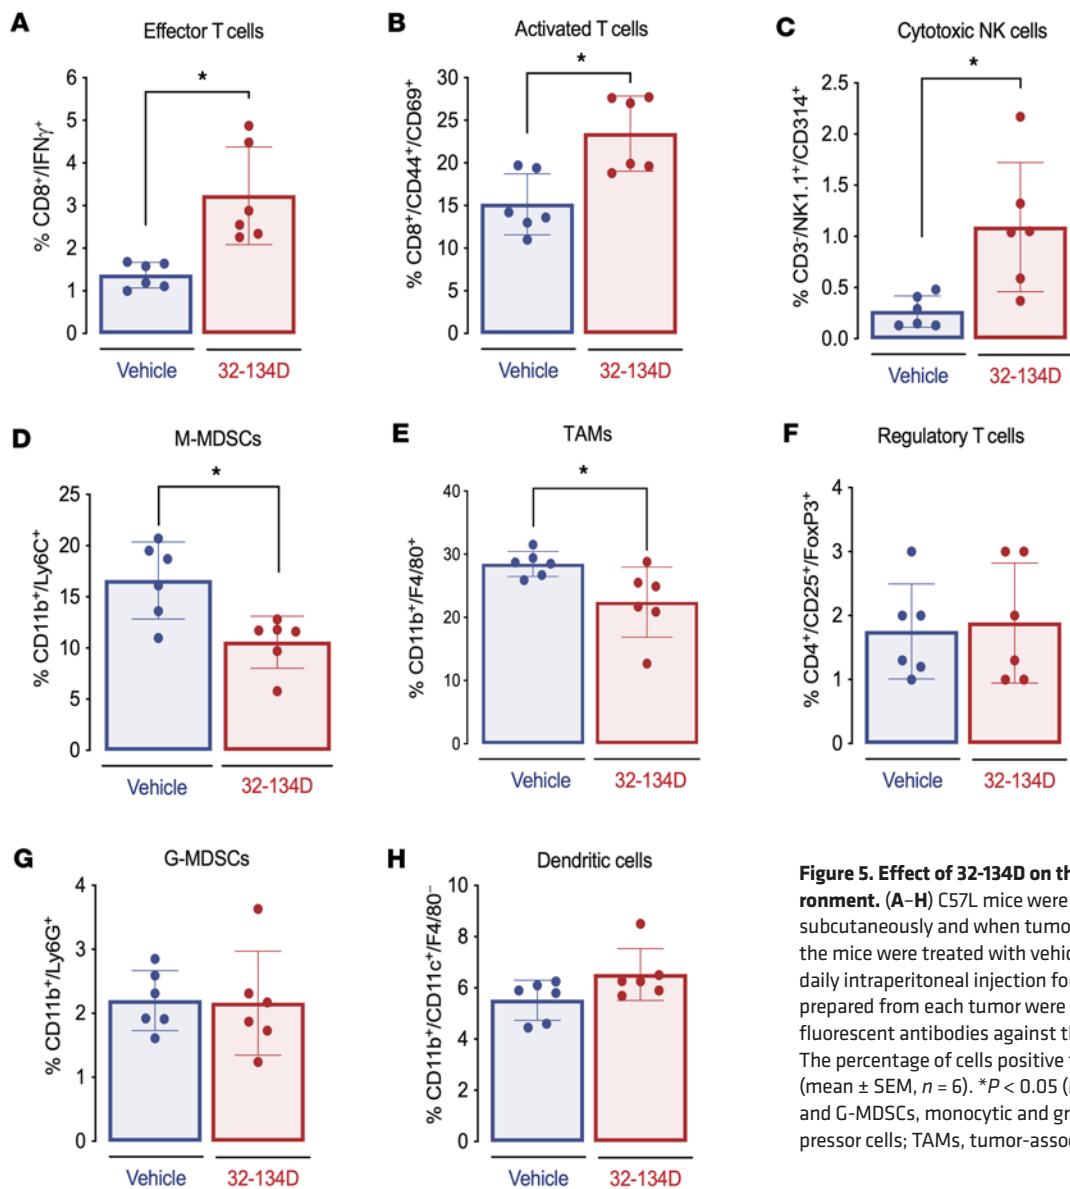 A
Effector T cells
*
% CD8⁺/IFNγ⁺
6
5
4
3
2
1
0
Vehicle
32-134D
B
Activated T cells
*
% CD8⁺/CD44⁺/CD69⁺
30
25
20
15
10
5
0
Vehicle
32-134D
C
Cytotoxic NK cells
*
% CD3⁻/NK1.1⁺/CD314⁺
2.5
2.0
1.5
1.0
0.5
0.0
Vehicle
32-134D
D
M-MDSCs
*
% CD11b⁺/Ly6C⁺
25
20
15
10
5
0
Vehicle
32-134D
E
TAMs
*
% CD11b⁺/F4/80⁺
40
30
20
10
0
Vehicle
32-134D
F
Regulatory T cells
% CD4⁺/CD25⁺/FoxP3⁺
4
3
2
1
0
Vehicle
32-134D
G
G-MDSCs
% CD11b⁺/Ly6G⁺
4
3
2
1
0
Vehicle
32-134D
H
Dendritic cells
% CD11b⁺/CD11c⁺/F4/80⁻
10
8
6
4
2
0
Vehicle
32-134D
Figure 5. Effect of 32-134D on th
ronment. (A–H) C57L mice were
subcutaneously and when tumo
the mice were treated with vehic
daily intraperitoneal injection for
prepared from each tumor were
fluorescent antibodies against th
The percentage of cells positive
(mean ± SEM, n = 6). *P < 0.05
and G-MDSCs, monocytic and gr
pressor cells; TAMs, tumor-assoc